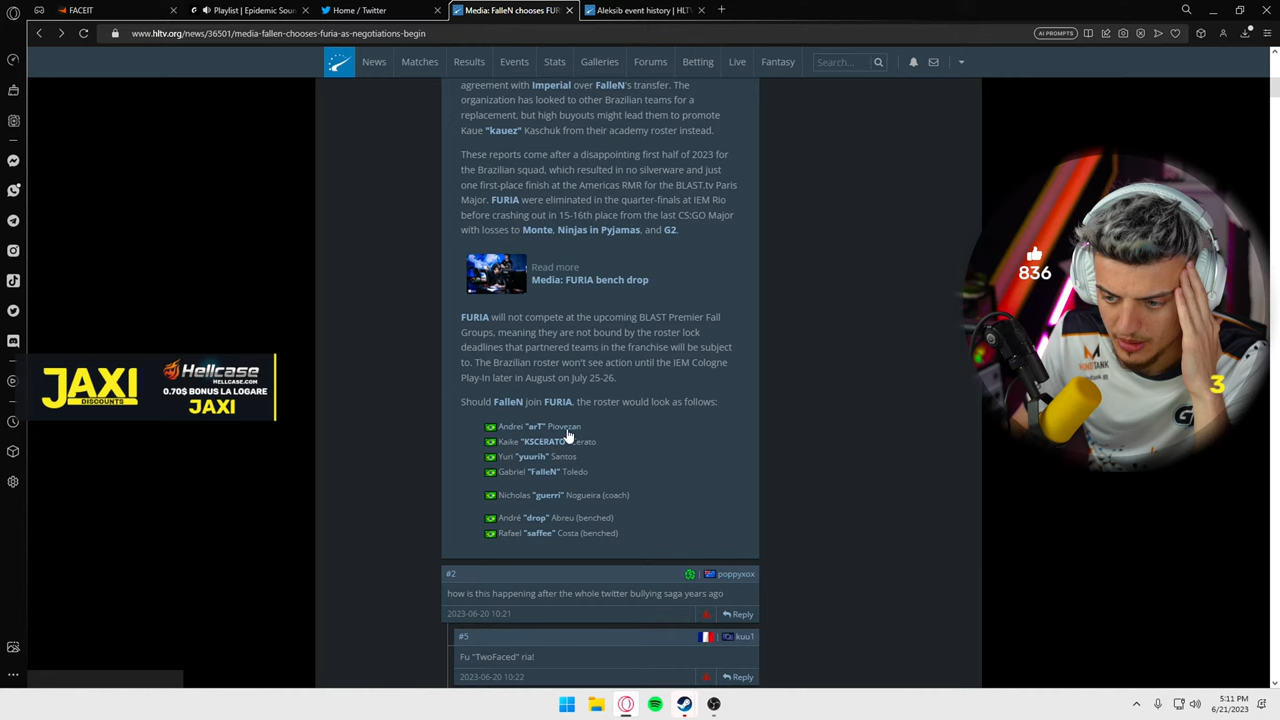 FACEIT
Playlist | Epidemic Soun
Home / Twitter
Media: FalleN chooses FUR
Aleksib event history | HLTV
www.hltv.org/news/36501/media-fallen-chooses-furia-as-negotiations-begin
AI PROMPTS
News Matches Results Events Stats Galleries Forums Betting Live Fantasy
Search...
agreement with Imperial over FalleN's transfer. The
organization has looked to other Brazilian teams for a
replacement, but high buyouts might lead them to promote
Kaue "kauez" Kaschuk from their academy roster instead.
These reports come after a disappointing first half of 2023 for
the Brazilian squad, which resulted in no silverware and just
one first-place finish at the Americas RMR for the BLAST.tv Paris
Major. FURIA were eliminated in the quarter-finals at IEM Rio
before crashing out in 15-16th place from the last CS:GO Major
with losses to Monte, Ninjas in Pyjamas, and G2.
Read more
Media: FURIA bench drop
FURIA will not compete at the upcoming BLAST Premier Fall
Groups, meaning they are not bound by the roster lock
deadlines that partnered teams in the franchise will be subject
to. The Brazilian roster won't see action until the IEM Cologne
Play-In later in August on July 25-26.
Should FalleN join FURIA, the roster would look as follows:
Andrei "arT" Piovezan
Kaike "KSCERATO" Cerato
Yuri "yuurih" Santos
Gabriel "FalleN" Toledo
Nicholas "guerri" Nogueira (coach)
André "drop" Abreu (benched)
Rafael "saffee" Costa (benched)
#2 | poppyxox
how is this happening after the whole twitter bullying saga years ago
2023-06-20 10:21 Reply
#5 | kuu1
Fu "TwoFaced" ria!
2023-06-20 10:22 Reply
JAXI
DISCOUNTS
Hellcase
HELLCASE.COM
0.70$ BONUS LA LOGARE
JAXI
836
3
5:11 PM
6/21/2023